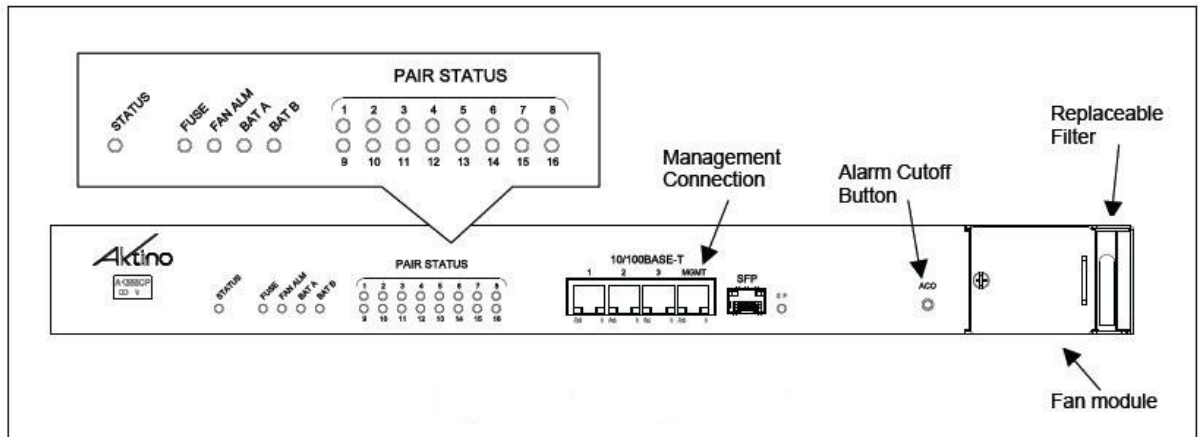 PAIR STATUS
STATUS
FUSE
FAN ALM
BAT A
BAT B
1 2 3 4 5 6 7 8
9 10 11 12 13 14 15 16
Management
Connection
Alarm Cutoff
Button
Replaceable
Filter
Aktino
STATUS
FUSE
FAN ALM
BAT A
BAT B
PAIR STATUS
1 2 3 4 5 6 7 8
9 10 11 12 13 14 15 16
10/100BASE-T
1 2 3 MGMT
SFP
ACO
Fan module